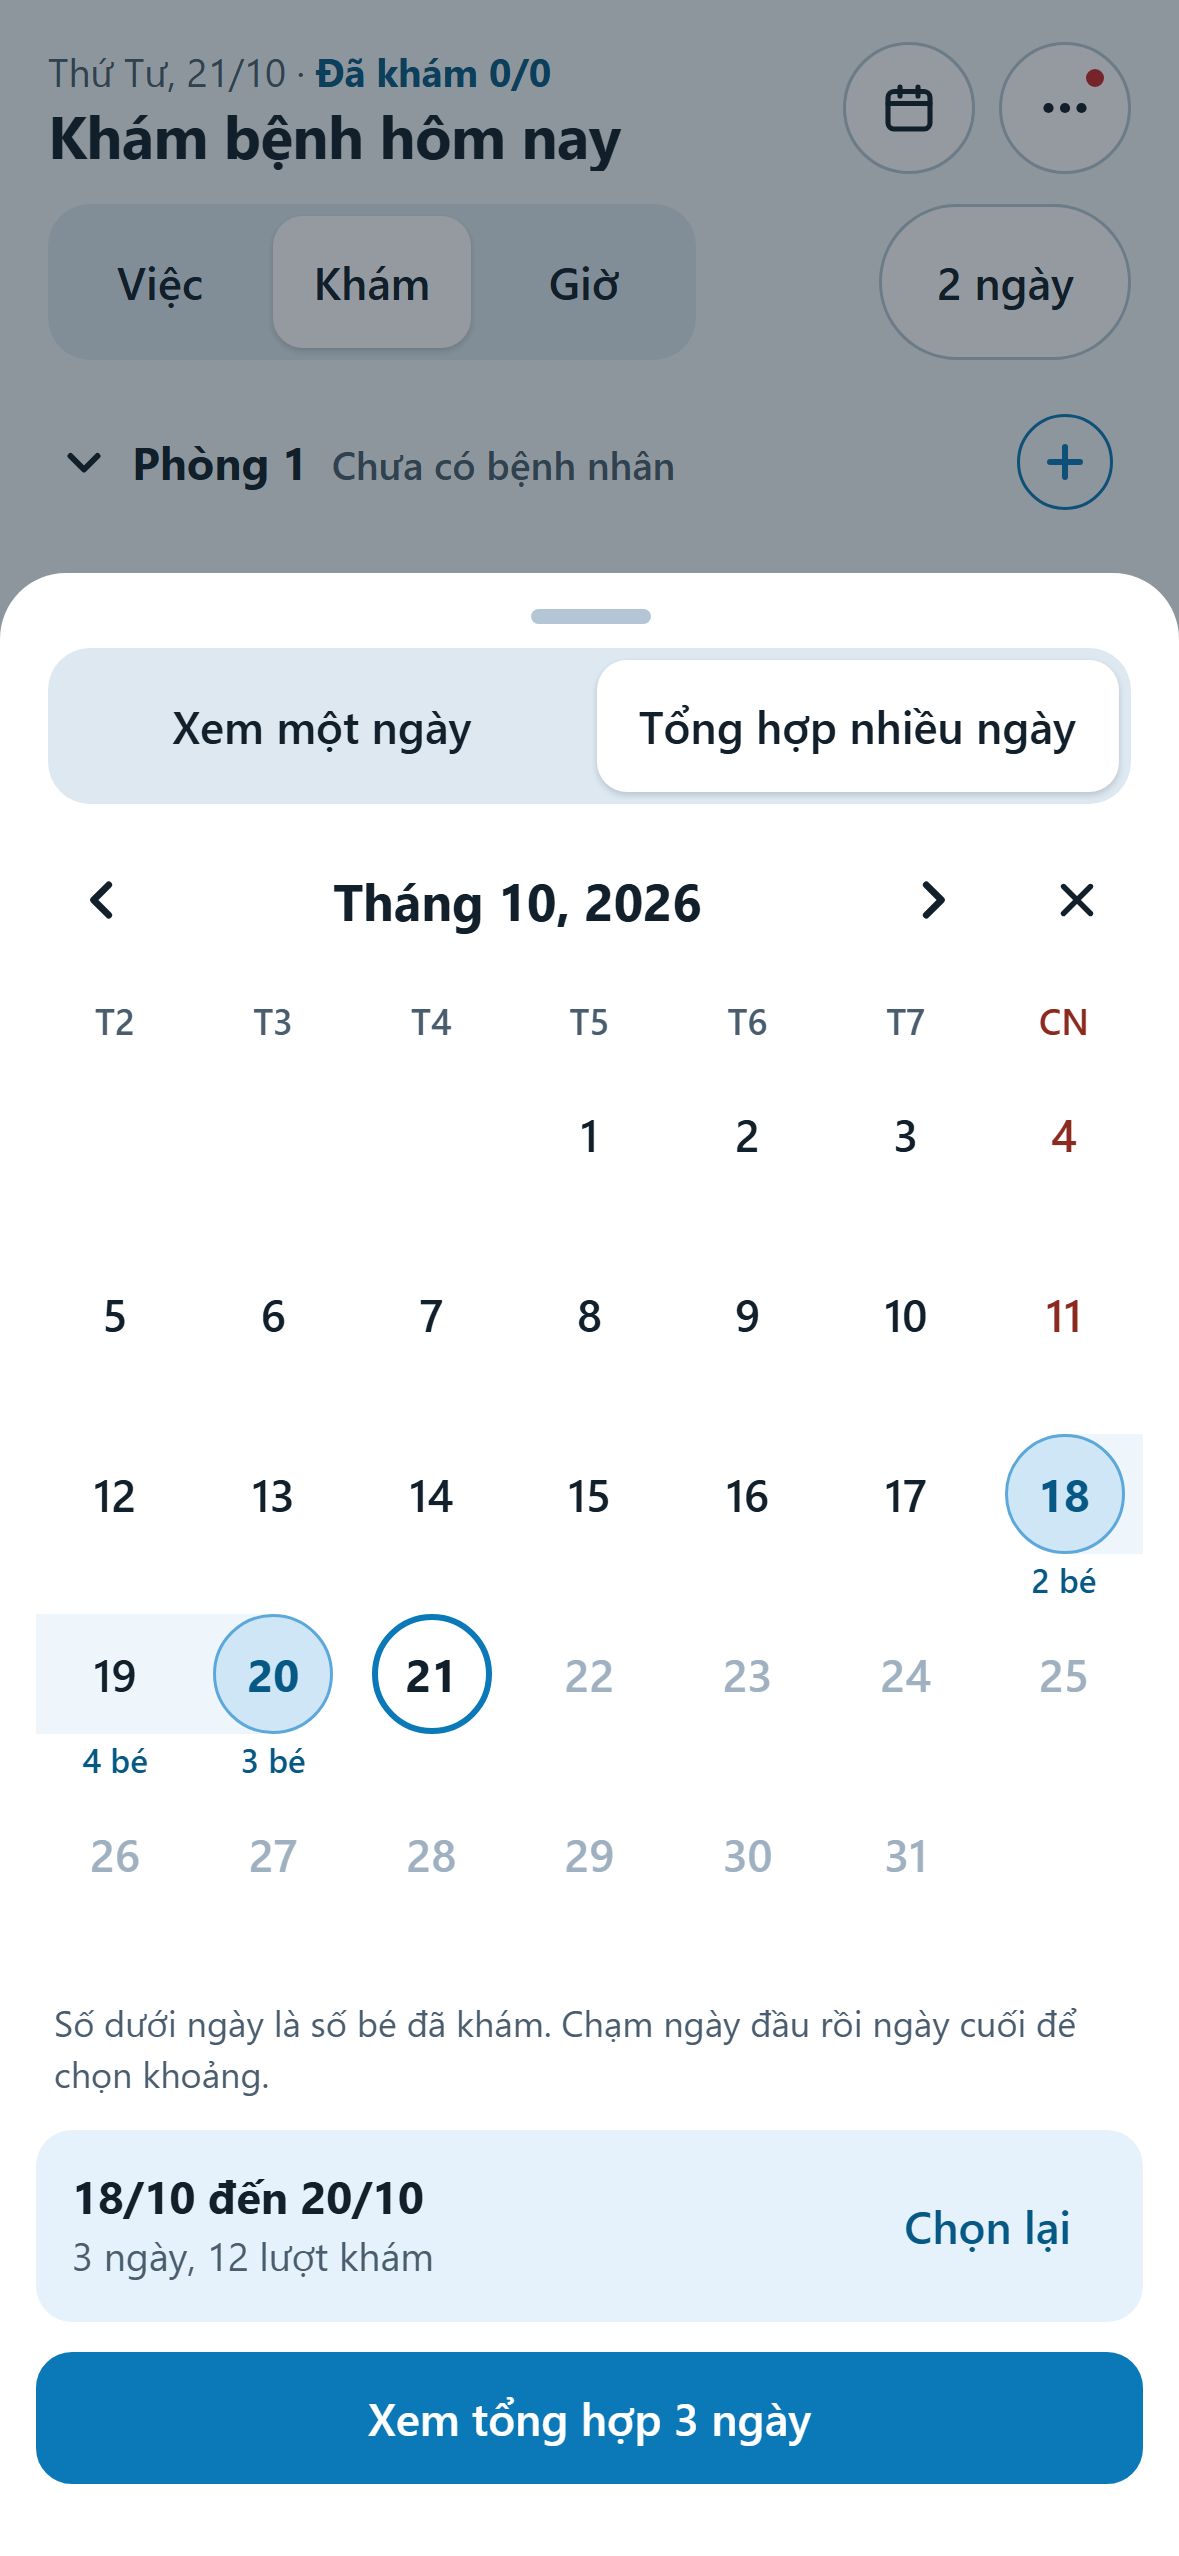 Thứ Tư, 21/10 · Đã khám 0/0
Khám bệnh hôm nay
Việc Khám Giờ 2 ngày
Phòng 1 Chưa có bệnh nhân
Xem một ngày Tổng hợp nhiều ngày
Tháng 10, 2026
T2 T3 T4 T5 T6 T7 CN
1 2 3 4
5 6 7 8 9 10 11
12 13 14 15 16 17 18
2 bé
19 20 21 22 23 24 25
4 bé 3 bé
26 27 28 29 30 31
Số dưới ngày là số bé đã khám. Chạm ngày đầu rồi ngày cuối để
chọn khoảng.
18/10 đến 20/10
3 ngày, 12 lượt khám
Chọn lại
Xem tổng hợp 3 ngày